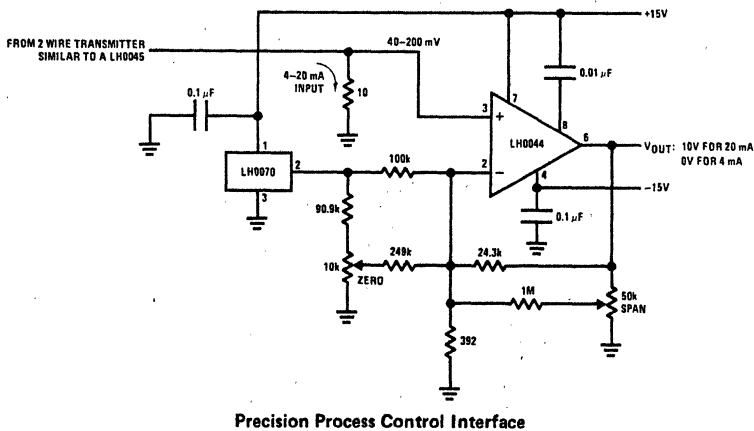 +15V
FROM 2 WIRE TRANSMITTER
SIMILAR TO A LH0045
40-200 mV
4-20 mA
INPUT
10
0.01 µF
0.1 µF
7
3
+
8
LH0044
6
VOUT: 10V FOR 20 mA
0V FOR 4 mA
1
LH0070
2
3
100k
2
−
4
−15V
0.1 µF
90.9k
10k
ZERO
249k
24.3k
1M
50k
SPAN
392
Precision Process Control Interface